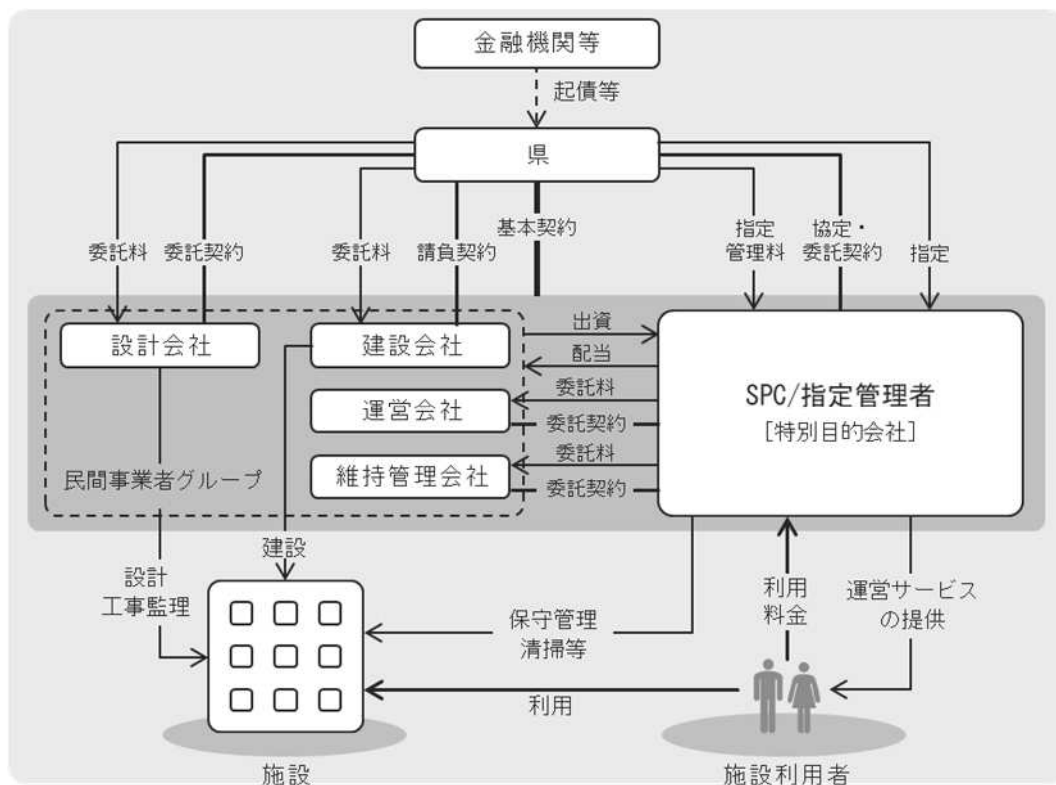 金融機関等
起債等
県
委託料
委託契約
委託料
請負契約
基本契約
指定
管理料
協定・
委託契約
指定
設計会社
建設会社
運営会社
維持管理会社
民間事業者グループ
出資
配当
委託料
委託契約
委託料
委託契約
SPC/指定管理者
［特別目的会社］
建設
設計
工事監理
保守管理
清掃等
利用
料金
運営サービス
の提供
利用
施設
施設利用者